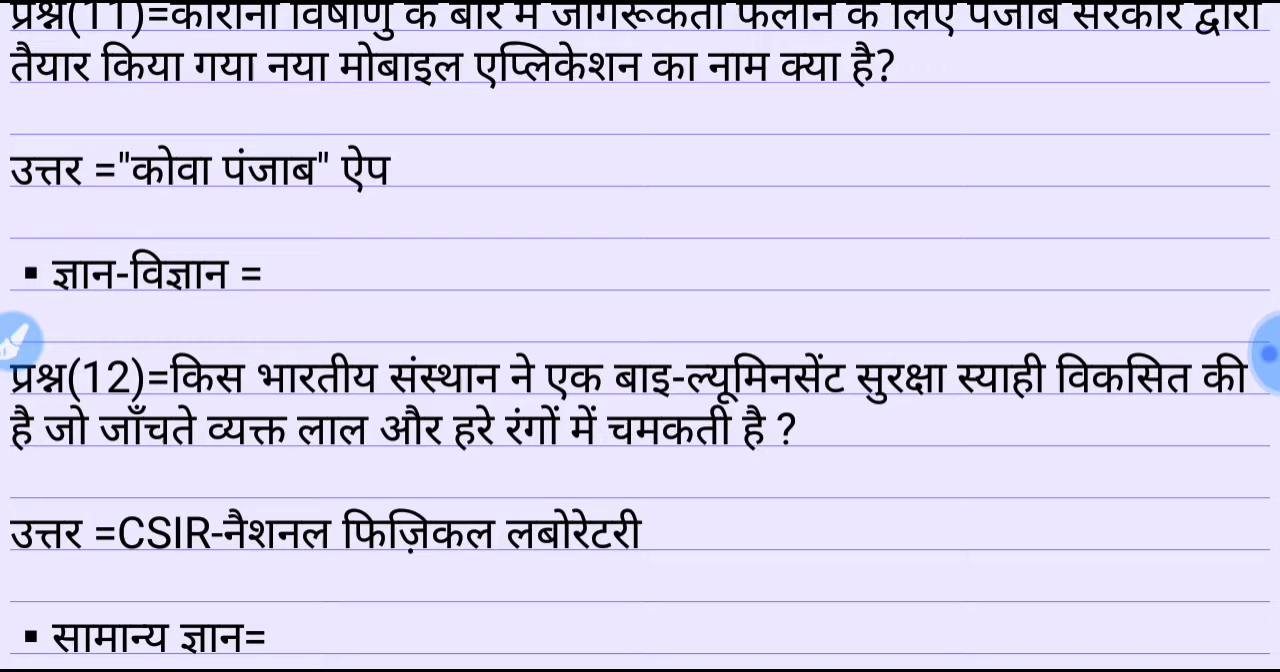 प्रश्न(11)=कोरोना विषाणु के बारे में जागरूकता फैलाने के लिए पंजाब सरकार द्वारा
तैयार किया गया नया मोबाइल एप्लिकेशन का नाम क्या है?
उत्तर ="कोवा पंजाब" ऐप
▪ ज्ञान-विज्ञान =
प्रश्न(12)=किस भारतीय संस्थान ने एक बाइ-ल्यूमिनसेंट सुरक्षा स्याही विकसित की
है जो जाँचते व्यक्त लाल और हरे रंगों में चमकती है ?
उत्तर =CSIR-नैशनल फिज़िकल लबोरेटरी
▪ सामान्य ज्ञान=